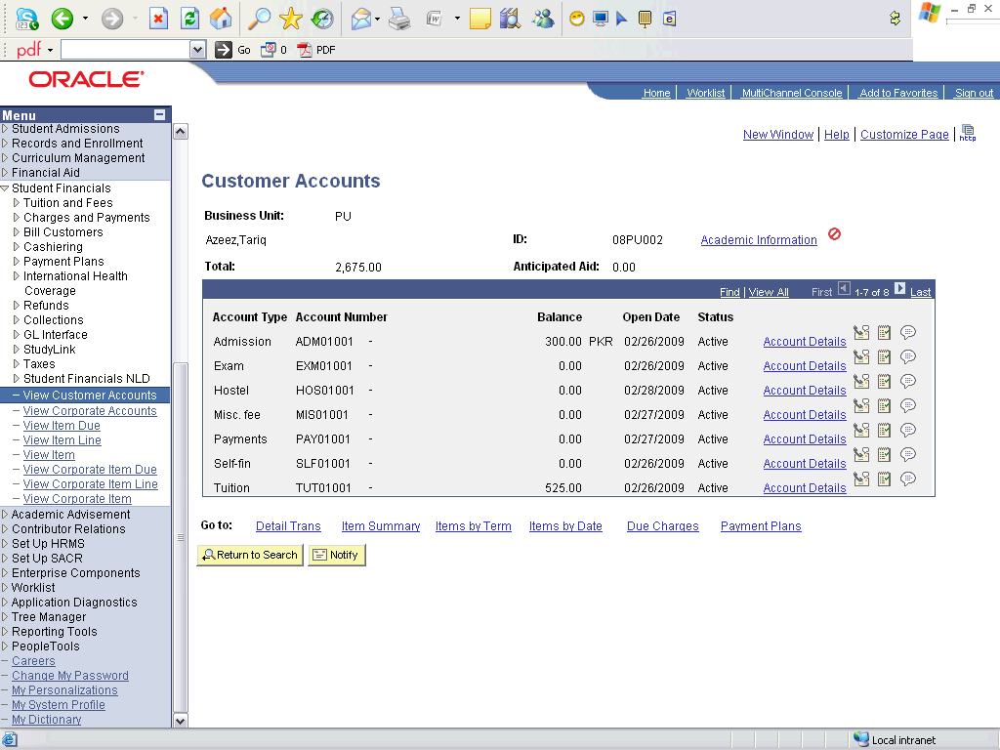 pdf Go 0 PDF
ORACLE®
Home Worklist MultiChannel Console Add to Favorites Sign out
Menu
Student Admissions
Records and Enrollment
Curriculum Management
Financial Aid
Student Financials
Tuition and Fees
Charges and Payments
Bill Customers
Cashiering
Payment Plans
International Health
Coverage
Refunds
Collections
GL Interface
StudyLink
Taxes
Student Financials NLD
– View Customer Accounts
– View Corporate Accounts
– View Item Due
– View Item Line
– View Item
– View Corporate Item Due
– View Corporate Item Line
– View Corporate Item
Academic Advisement
Contributor Relations
Set Up HRMS
Set Up SACR
Enterprise Components
Worklist
Application Diagnostics
Tree Manager
Reporting Tools
PeopleTools
– Careers
– Change My Password
– My Personalizations
– My System Profile
– My Dictionary
New Window | Help | Customize Page | http
Customer Accounts
Business Unit: PU
Azeez,Tariq ID: 08PU002 Academic Information
Total: 2,675.00 Anticipated Aid: 0.00
Find | View All First 1-7 of 8 Last
Account Type Account Number Balance Open Date Status
Admission ADM01001 - 300.00 PKR 02/26/2009 Active Account Details
Exam EXM01001 - 0.00 02/26/2009 Active Account Details
Hostel HOS01001 - 0.00 02/28/2009 Active Account Details
Misc. fee MIS01001 - 0.00 02/27/2009 Active Account Details
Payments PAY01001 - 0.00 02/27/2009 Active Account Details
Self-fin SLF01001 - 0.00 02/26/2009 Active Account Details
Tuition TUT01001 - 525.00 02/26/2009 Active Account Details
Go to: Detail Trans Item Summary Items by Term Items by Date Due Charges Payment Plans
Return to Search Notify
Local intranet